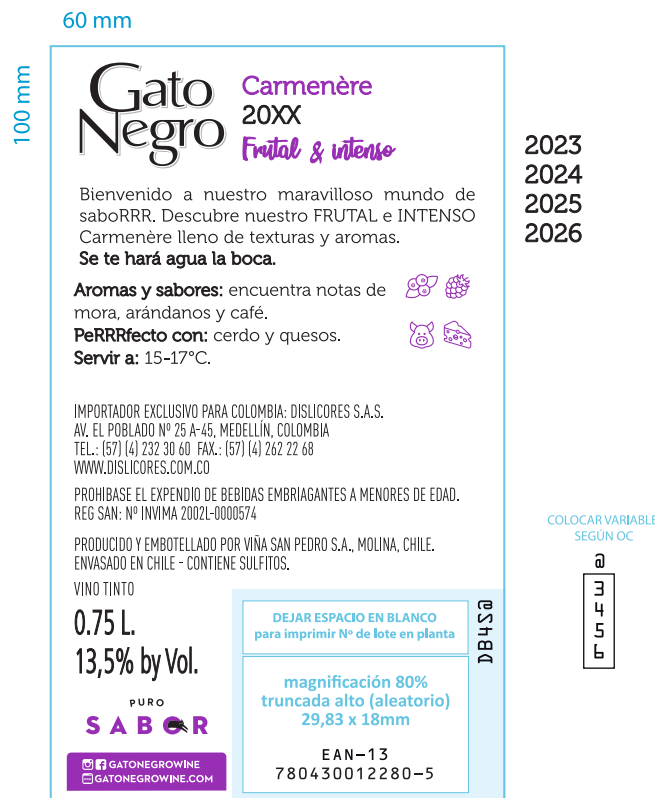 60 mm
100 mm
Gato
Negro
Carmenère
20XX
Frutal & intenso
2023
2024
2025
2026
Bienvenido a nuestro maravilloso mundo de
saboRRR. Descubre nuestro FRUTAL e INTENSO
Carmenère lleno de texturas y aromas.
Se te hará agua la boca.
Aromas y sabores: encuentra notas de
mora, arándanos y café.
PeRRRfecto con: cerdo y quesos.
Servir a: 15-17°C.
IMPORTADOR EXCLUSIVO PARA COLOMBIA: DISLICORES S.A.S.
AV. EL POBLADO Nº 25 A-45, MEDELLÍN, COLOMBIA
TEL.: (57) (4) 232 30 60 FAX.: (57) (4) 262 22 68
WWW.DISLICORES.COM.CO
PROHIBASE EL EXPENDIO DE BEBIDAS EMBRIAGANTES A MENORES DE EDAD.
REG SAN: Nº INVIMA 2002L-0000574
PRODUCIDO Y EMBOTELLADO POR VIÑA SAN PEDRO S.A., MOLINA, CHILE.
ENVASADO EN CHILE - CONTIENE SULFITOS.
VINO TINTO
0.75 L.
13,5% by Vol.
PURO
SABOR
GATONEGROWINE
GATONEGROWINE.COM
DEJAR ESPACIO EN BLANCO
para imprimir Nº de lote en planta
DB42a
magnificación 80%
truncada alto (aleatorio)
29,83 x 18mm
EAN-13
780430012280-5
COLOCAR VARIABLE
SEGÚN OC
a
3
4
5
6